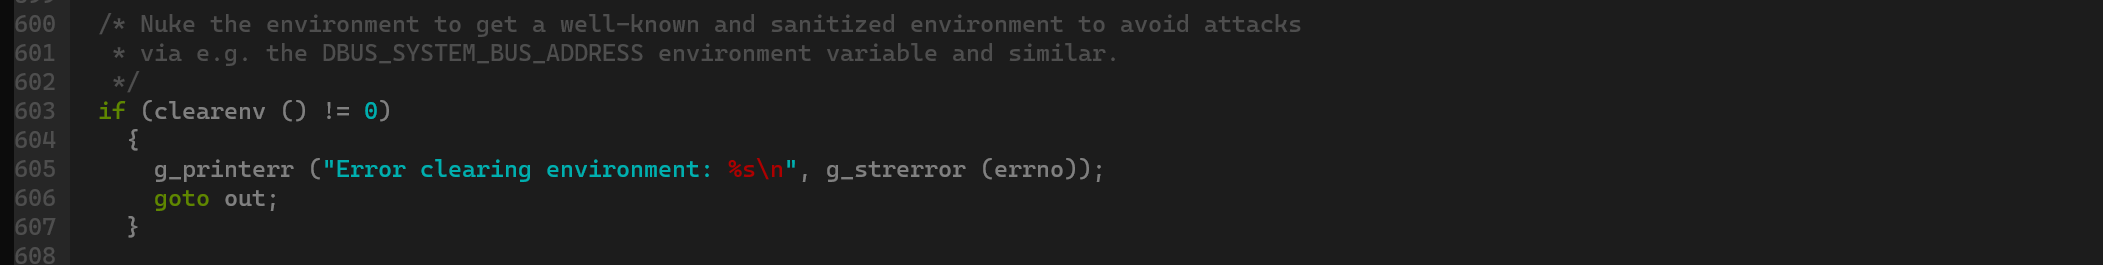 600 /* Nuke the environment to get a well-known and sanitized environment to avoid attacks
601 * via e.g. the DBUS_SYSTEM_BUS_ADDRESS environment variable and similar.
602 */
603 if (clearenv () != 0)
604 {
605 g_printerr ("Error clearing environment: %s\n", g_strerror (errno));
606 goto out;
607 }
608